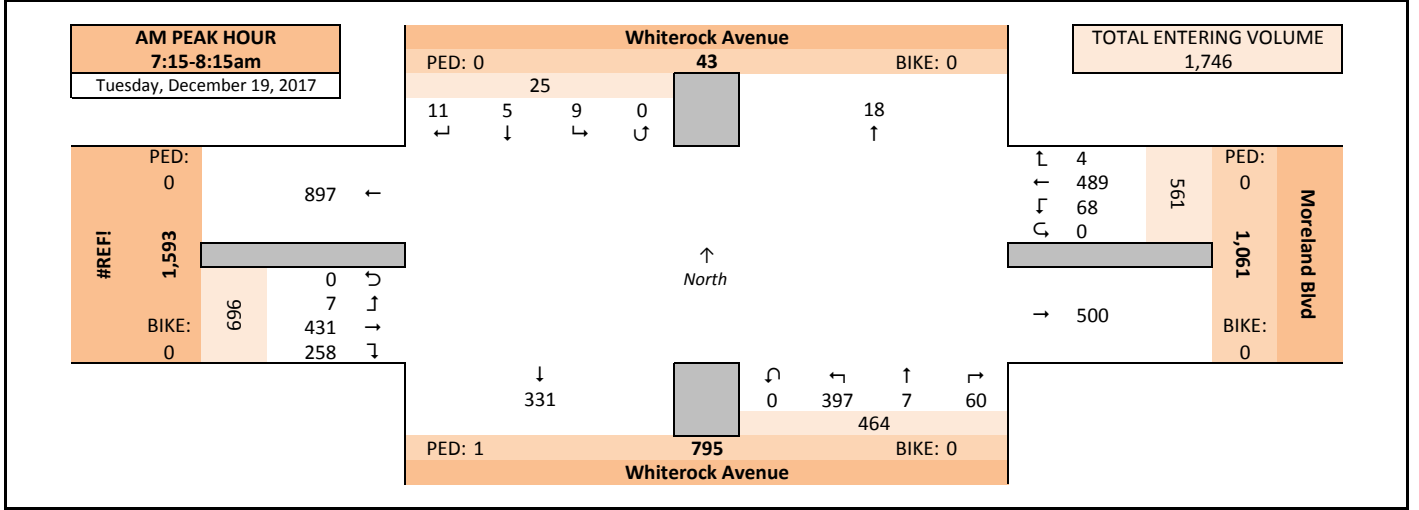 AM PEAK HOUR
7:15-8:15am
Tuesday, December 19, 2017
Whiterock Avenue
PED: 0 43 BIKE: 0
25
11 5 9 0
18
TOTAL ENTERING VOLUME
1,746
#REF!
PED:
0
1,593
BIKE:
0
897
696
0
7
431
258
North
4
489
68
0
561
500
PED:
0
1,061
BIKE:
0
Moreland Blvd
331
0 397 7 60
464
PED: 1 795 BIKE: 0
Whiterock Avenue